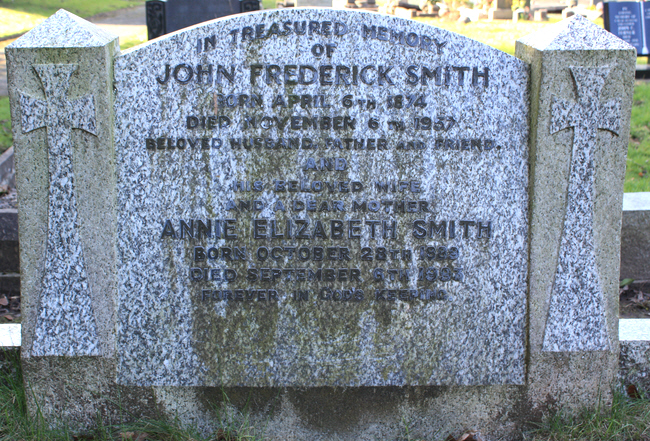 IN TREASURED MEMORY
OF
JOHN FREDERICK SMITH
BORN APRIL 6TH 1874
DIED NOVEMBER 6TH 1957
BELOVED HUSBAND, FATHER AND FRIEND.
AND
HIS BELOVED WIFE
AND A DEAR MOTHER
ANNIE ELIZABETH SMITH
BORN OCTOBER 28TH
DIED SEPTEMBER
FOREVER IN GOD'S KEEPING